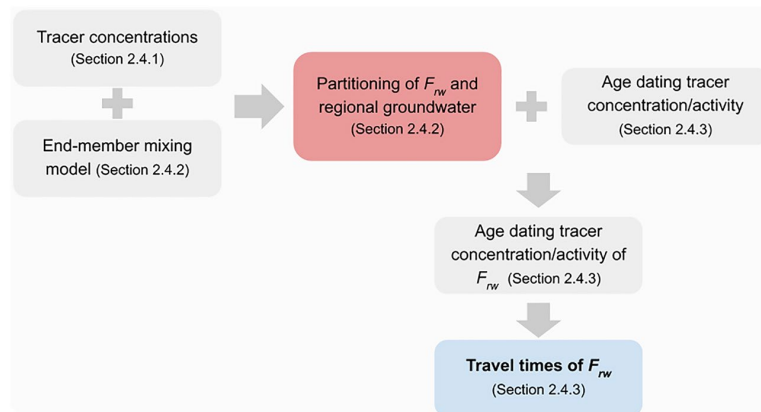 Tracer concentrations
(Section 2.4.1)
End-member mixing
model (Section 2.4.2)
Partitioning of Frw and
regional groundwater
(Section 2.4.2)
Age dating tracer
concentration/activity
(Section 2.4.3)
Age dating tracer
concentration/activity of
Frw (Section 2.4.3)
Travel times of Frw
(Section 2.4.3)